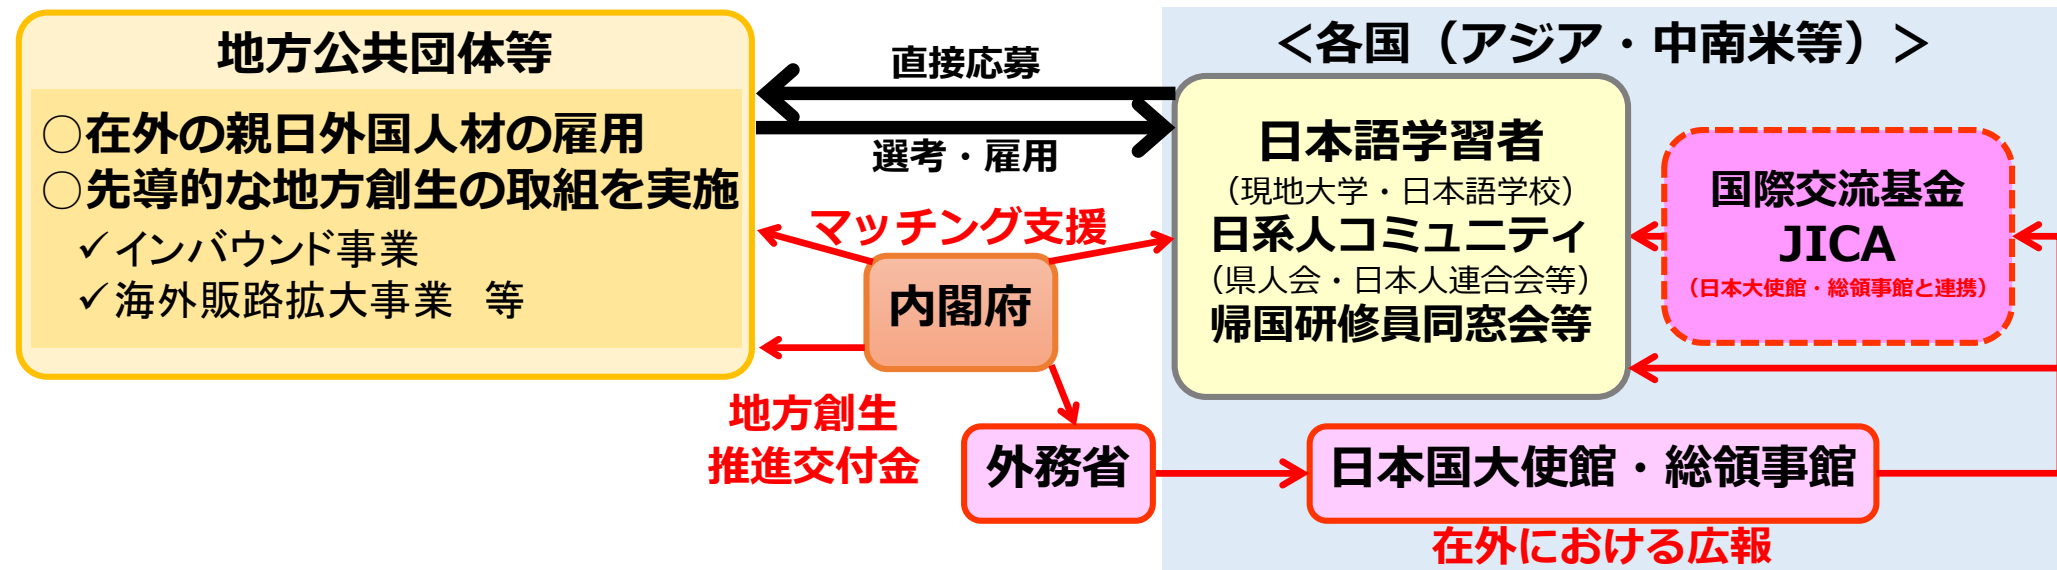 地方公共団体等
○在外の親日外国人材の雇用
○先導的な地方創生の取組を実施
✓インバウンド事業
✓海外販路拡大事業　等
直接応募
選考・雇用
マッチング支援
内閣府
地方創生
推進交付金
外務省
＜各国（アジア・中南米等）＞
日本語学習者
（現地大学・日本語学校）
日系人コミュニティ
（県人会・日本人連合会等）
帰国研修員同窓会等
国際交流基金
JICA
（日本大使館・総領事館と連携）
日本国大使館・総領事館
在外における広報